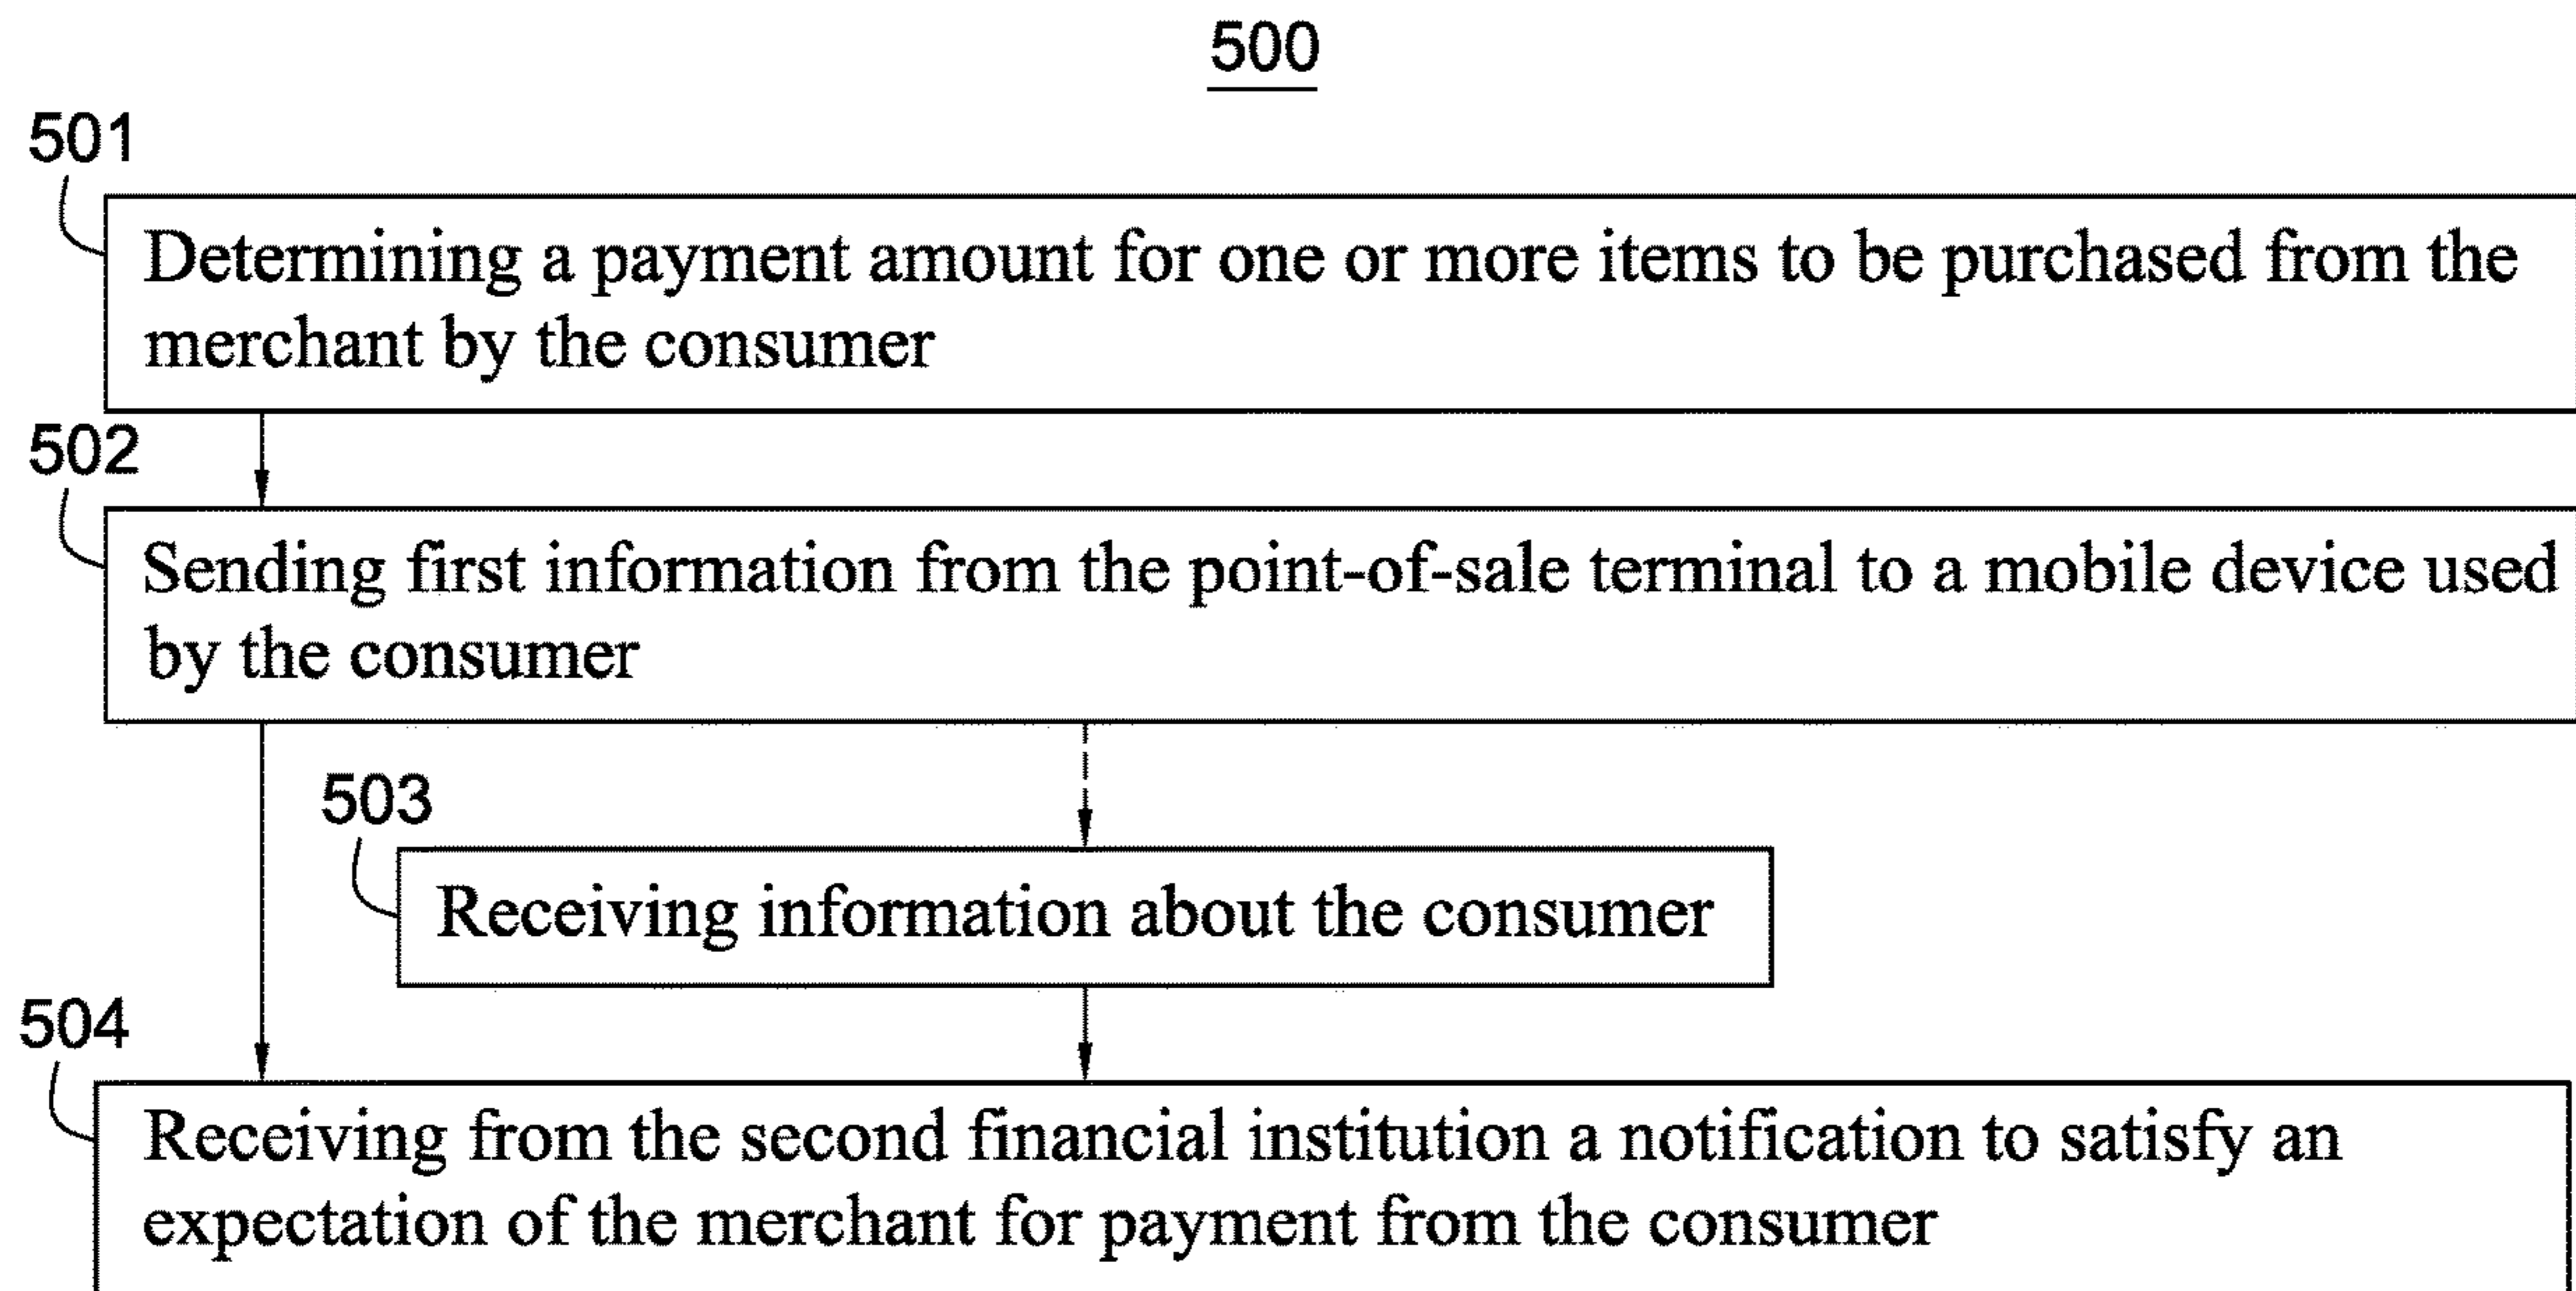 500
501
Determining a payment amount for one or more items to be purchased from the
merchant by the consumer
502
Sending first information from the point-of-sale terminal to a mobile device used
by the consumer
503
Receiving information about the consumer
504
Receiving from the second financial institution a notification to satisfy an
expectation of the merchant for payment from the consumer